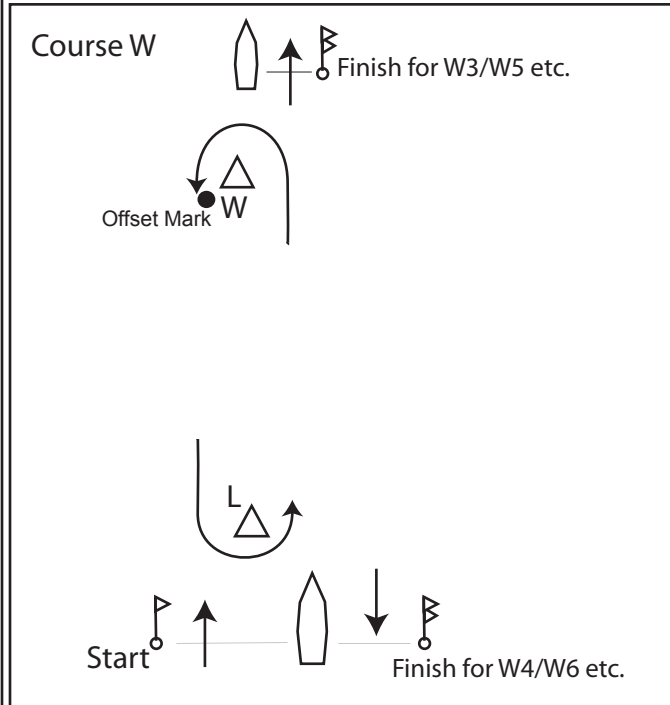 Course W
Finish for W3/W5 etc.
Offset Mark
W
L
Start
Finish for W4/W6 etc.